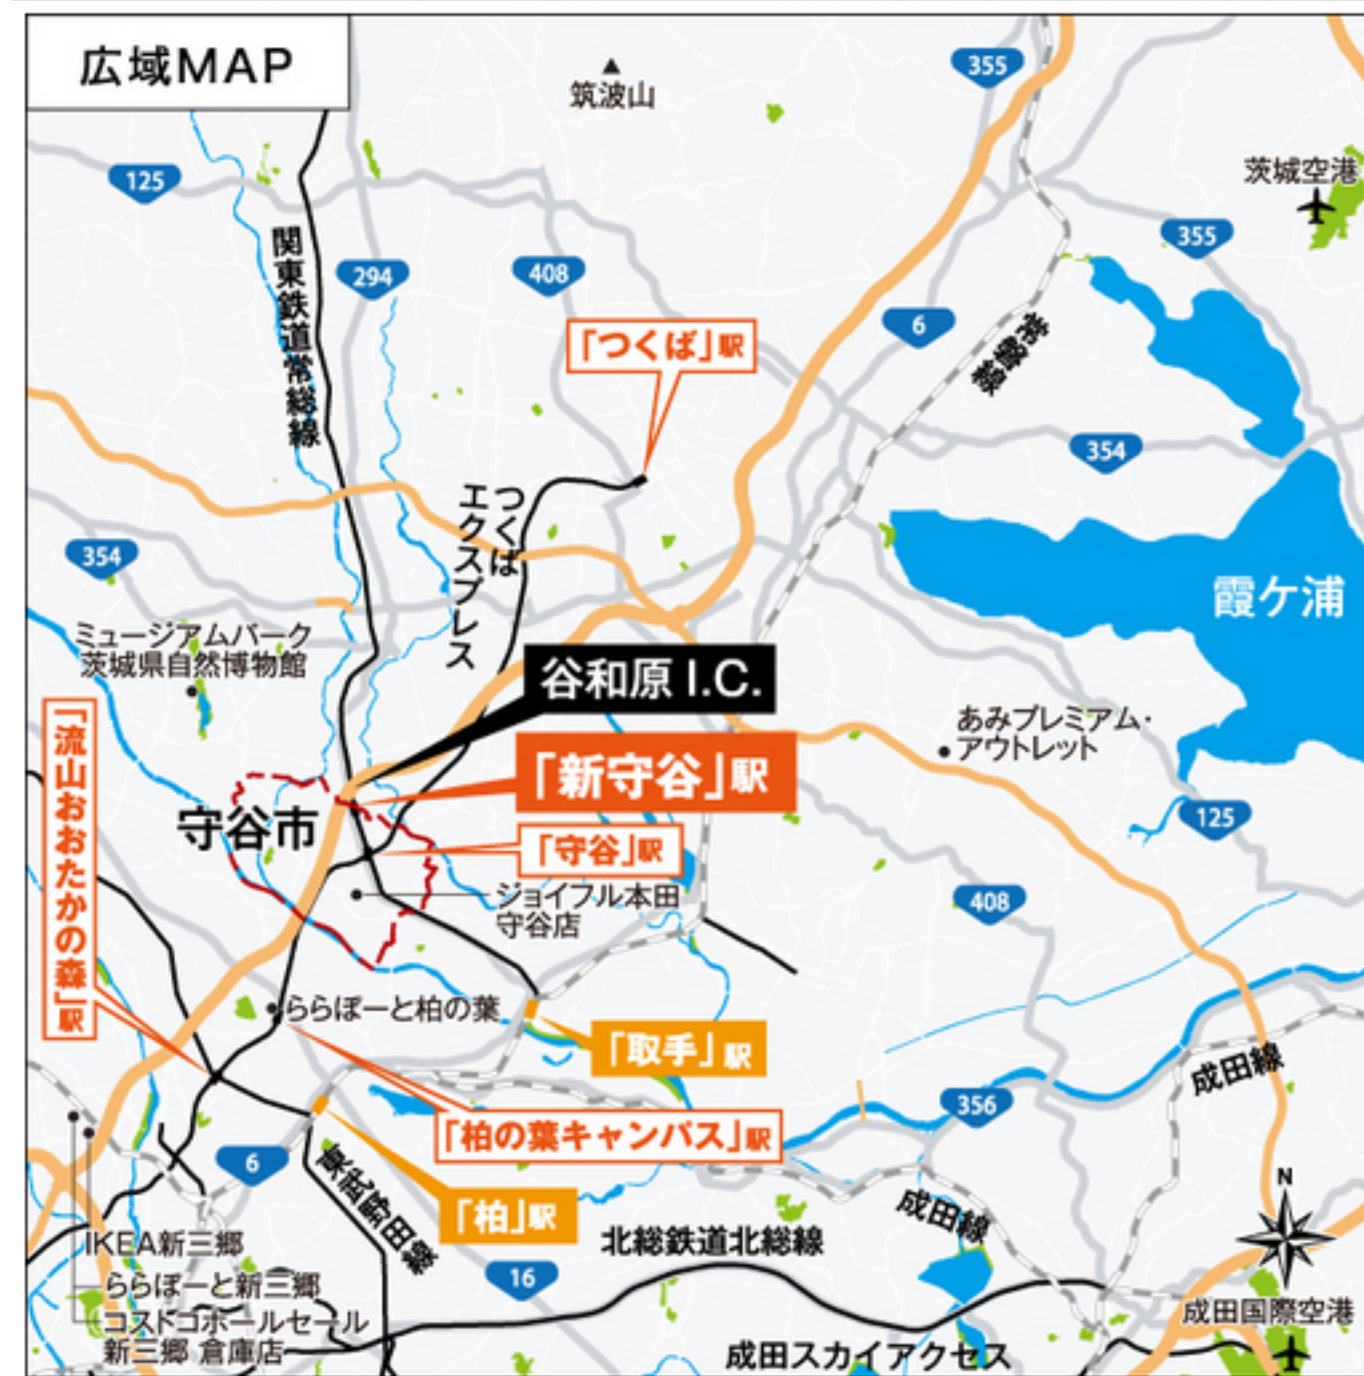 広域MAP
筑波山
355
125
茨城空港
355
関東鉄道常総線
294
408
6
「つくば」駅
常磐線
354
つくば
エクスプレス
354
霞ケ浦
ミュージアムパーク
茨城県自然博物館
谷和原 I.C.
「流山おおたかの森」駅
あみプレミアム・
アウトレット
「新守谷」駅
守谷市
125
「守谷」駅
ジョイフル本田
守谷店
408
ららぽーと柏の葉
「取手」駅
成田線
356
「柏の葉キャンパス」駅
6
東武野田線
「柏」駅
成田線
N
IKEA新三郷
北総鉄道北総線
16
ららぽーと新三郷
コストコホールセール
新三郷 倉庫店
成田国際空港
成田スカイアクセス